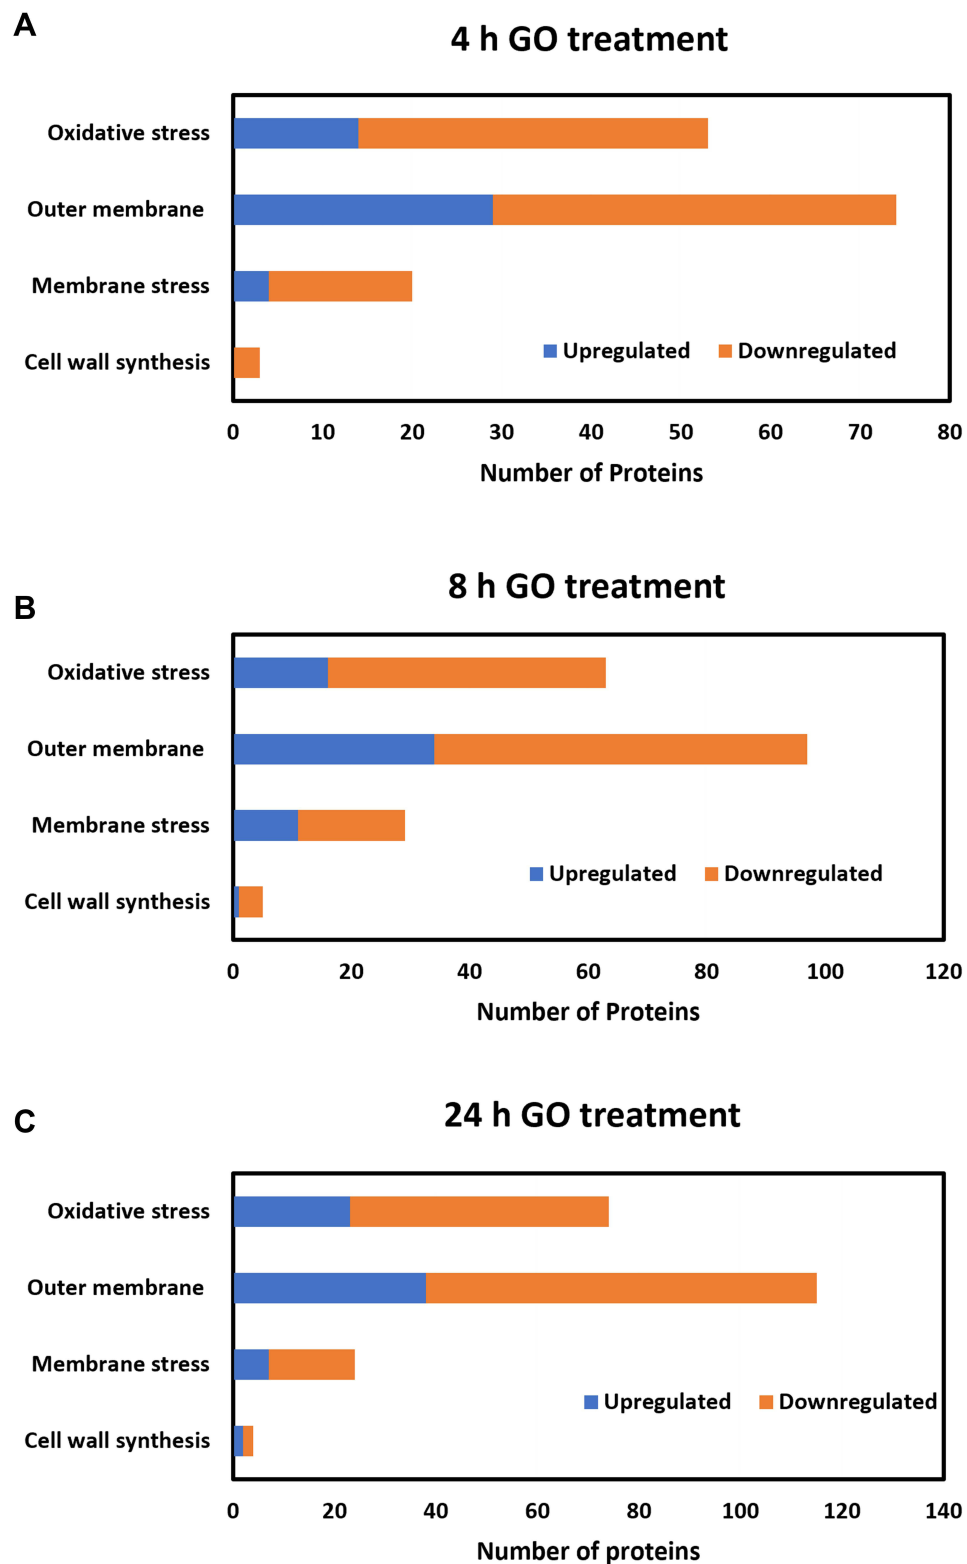 A
4 h GO treatment
Oxidative stress
Outer membrane
Membrane stress
Cell wall synthesis
Upregulated Downregulated
0 10 20 30 40 50 60 70 80
Number of Proteins
B
8 h GO treatment
Oxidative stress
Outer membrane
Membrane stress
Cell wall synthesis
Upregulated Downregulated
0 20 40 60 80 100 120
Number of Proteins
C
24 h GO treatment
Oxidative stress
Outer membrane
Membrane stress
Cell wall synthesis
Upregulated Downregulated
0 20 40 60 80 100 120 140
Number of proteins